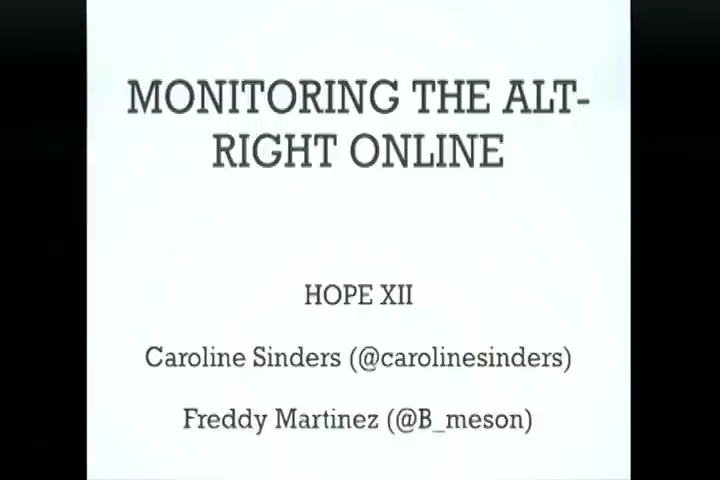 MONITORING THE ALT-
RIGHT ONLINE
HOPE XII
Caroline Sinders (@carolinesinders)
Freddy Martinez (@B_meson)